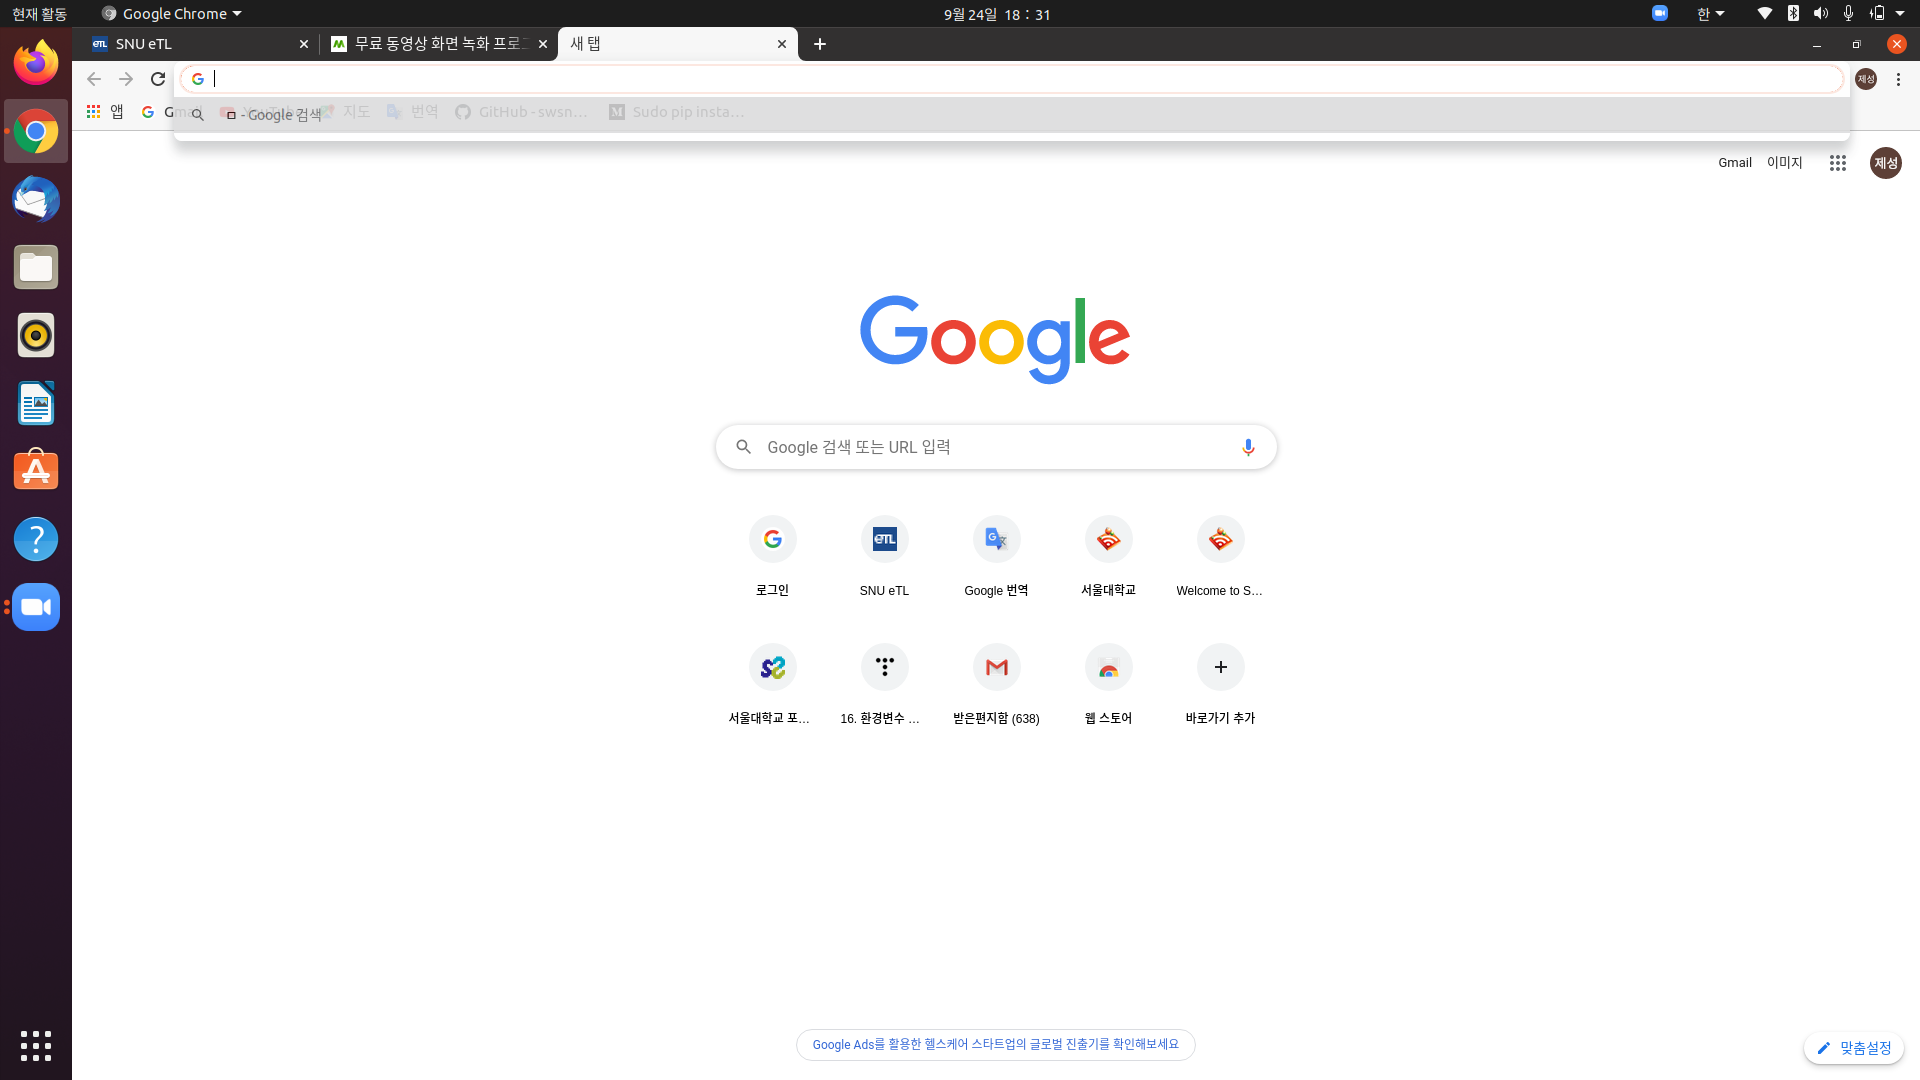 현재 활동
Google Chrome
9월 24일 18 : 31
한
SNU eTL
무료 동영상 화면 녹화 프로그
새 탭
제성
앱
Gmail
YouTube
지도
번역
GitHub - swsn…
Sudo pip insta…
ㅁ - Google 검색
Gmail
이미지
제성
Google
Google 검색 또는 URL 입력
로그인
SNU eTL
Google 번역
서울대학교
Welcome to S…
서울대학교 포…
16. 환경변수 …
받은편지함 (638)
웹 스토어
바로가기 추가
Google Ads를 활용한 헬스케어 스타트업의 글로벌 진출기를 확인해보세요
맞춤설정